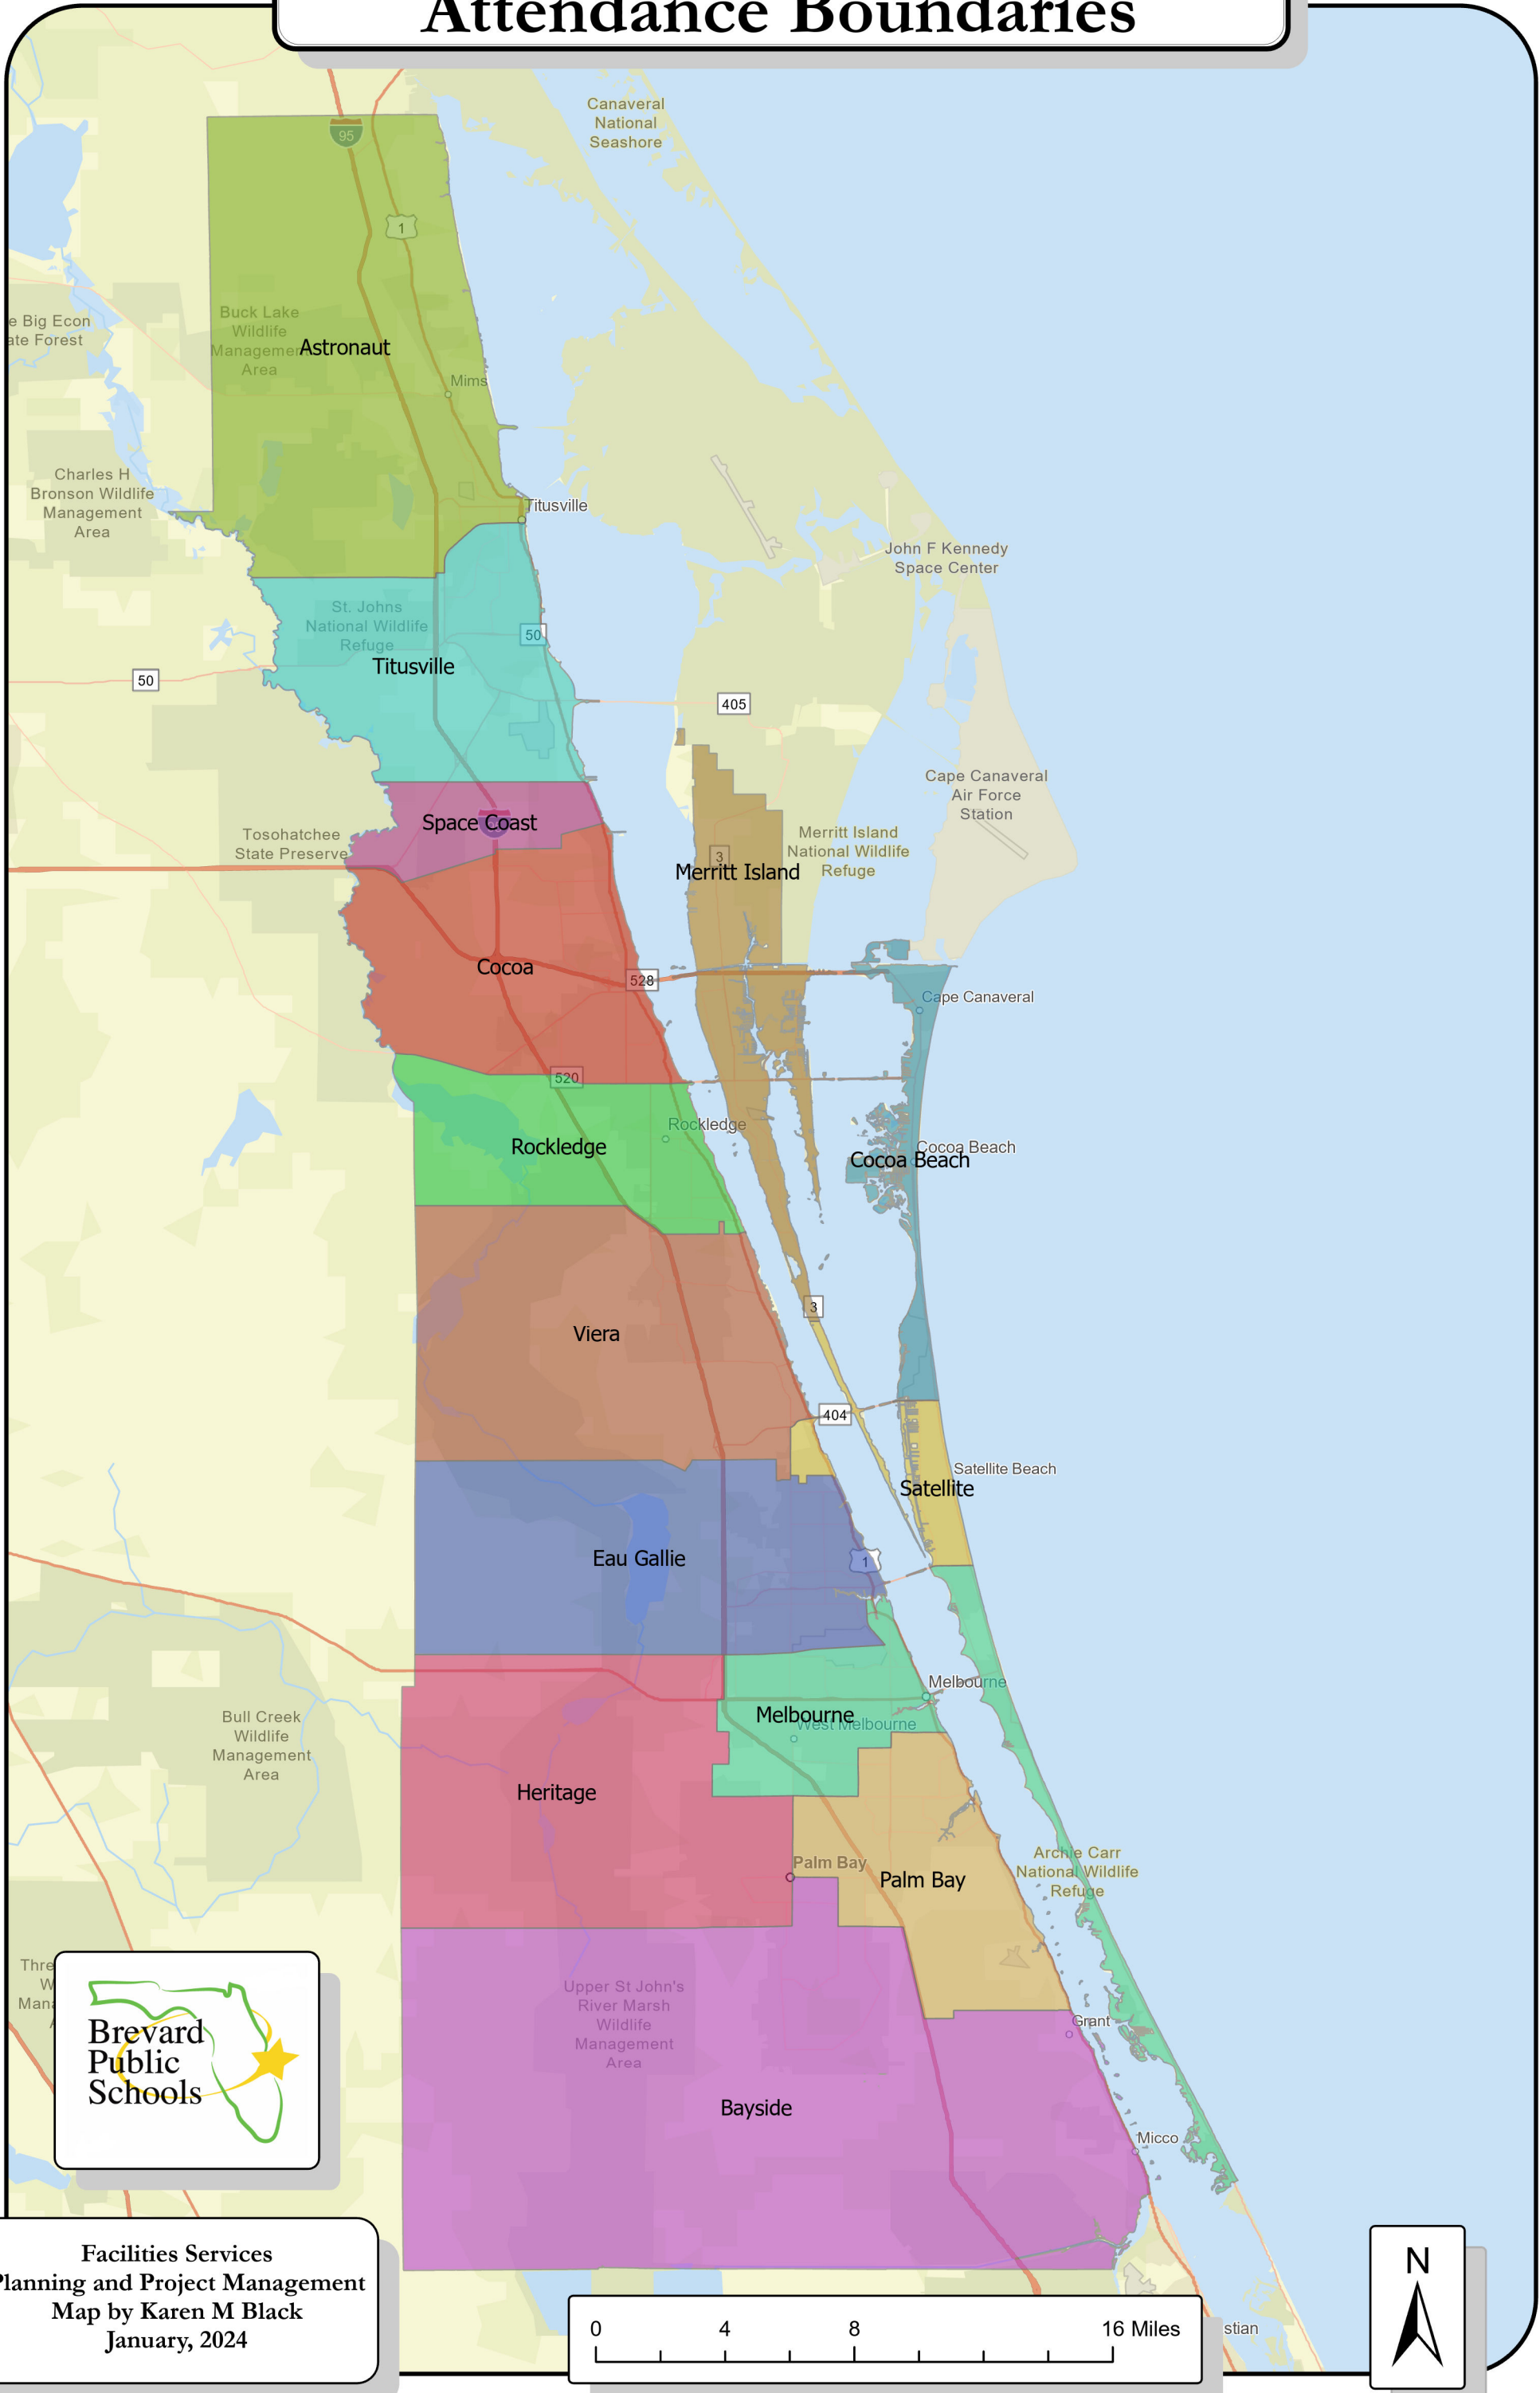 Attendance Boundaries
Canaveral
National
Seashore
95
1
Buck Lake
Wildlife
Management
Area
Astronaut
e Big Econ
ate Forest
Mims
Charles H
Bronson Wildlife
Management
Area
Titusville
John F Kennedy
Space Center
St. Johns
National Wildlife
Refuge
50
Titusville
50
405
Cape Canaveral
Air Force
Station
Space Coast
Tosohatchee
State Preserve
Merritt Island
National Wildlife
Refuge
3
Merritt Island
Cocoa
528
Cape Canaveral
520
Rockledge
Rockledge
Cocoa Beach
Cocoa Beach
3
Viera
404
Satellite Beach
Satellite
Eau Gallie
1
Melbourne
Melbourne
West Melbourne
Bull Creek
Wildlife
Management
Area
Heritage
Palm Bay
Palm Bay
Archie Carr
National Wildlife
Refuge
Thre
W
Mana
Upper St John's
River Marsh
Wildlife
Management
Area
Grant
Brevard
Public
Schools
Bayside
Micco
Facilities Services
Planning and Project Management
Map by Karen M Black
January, 2024
0 4 8 16 Miles
stian
N